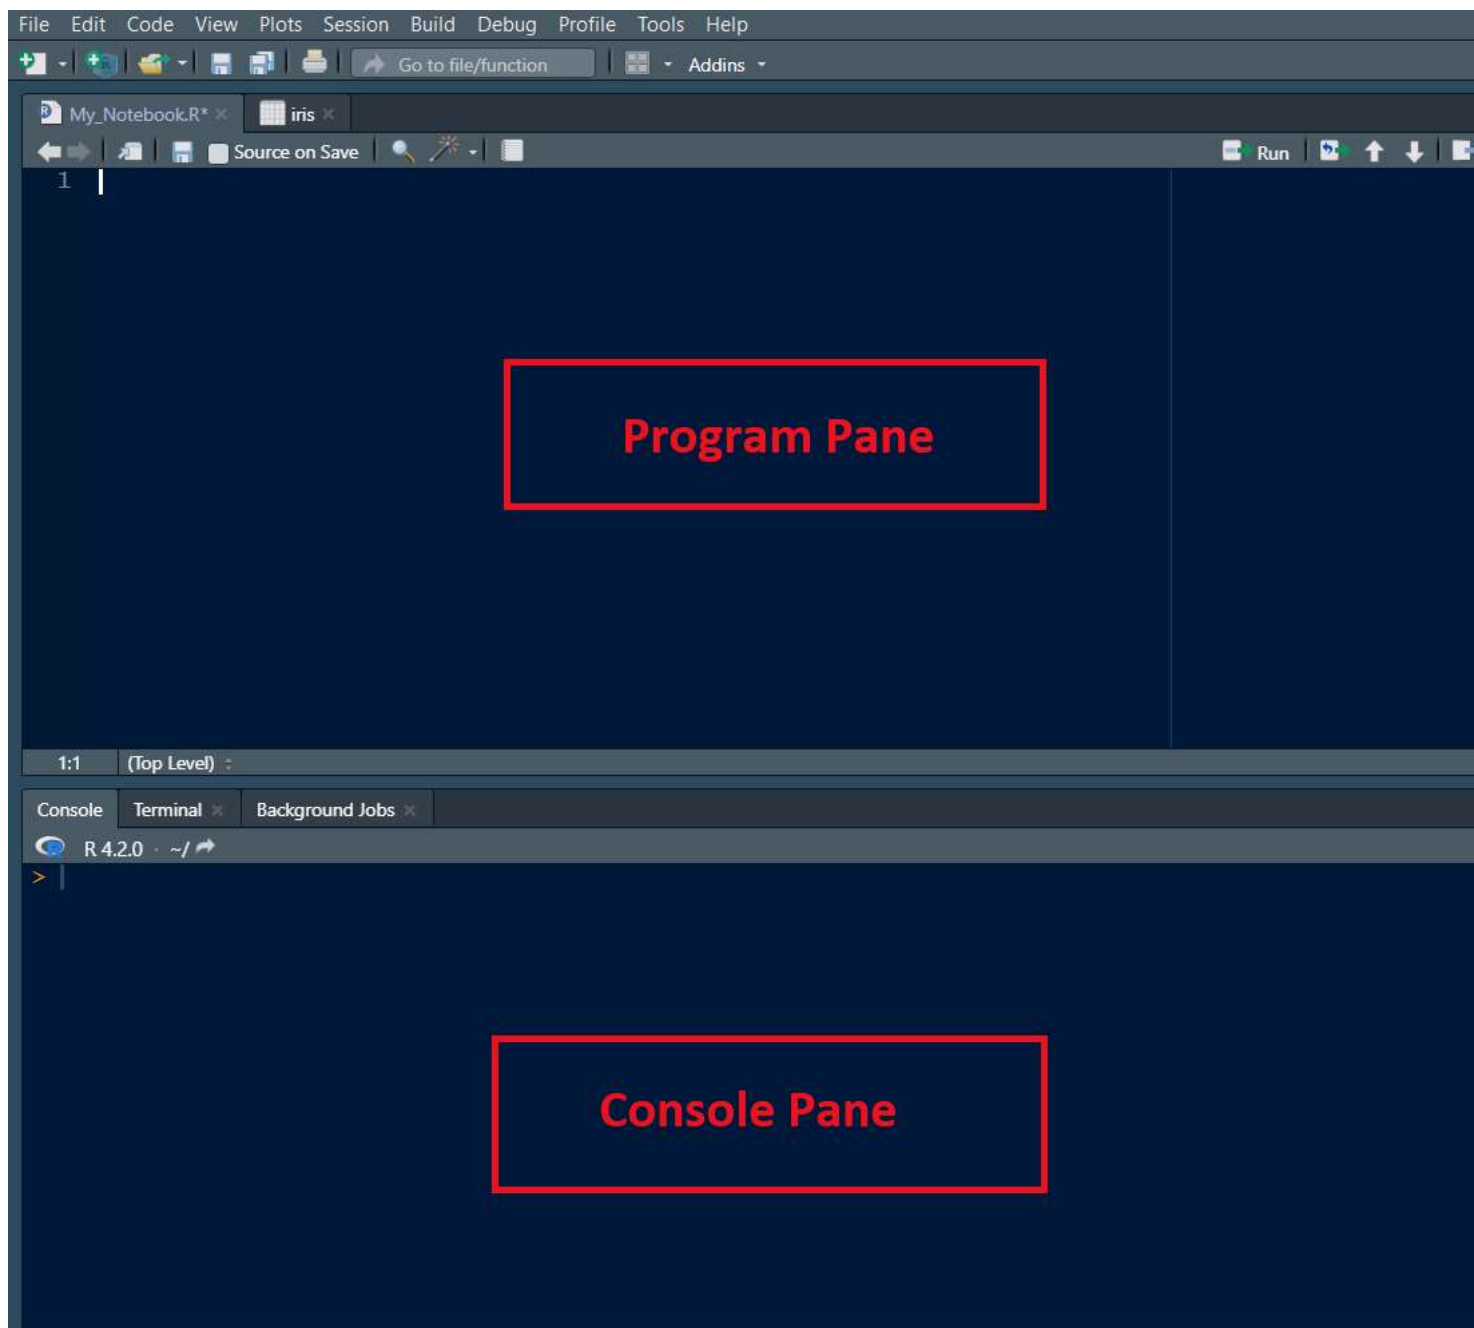 File Edit Code View Plots Session Build Debug Profile Tools Help
Go to file/function Addins
My_Notebook.R* iris
Source on Save Run
1
Program Pane
1:1 (Top Level)
Console Terminal Background Jobs
R 4.2.0 · ~/
>
Console Pane